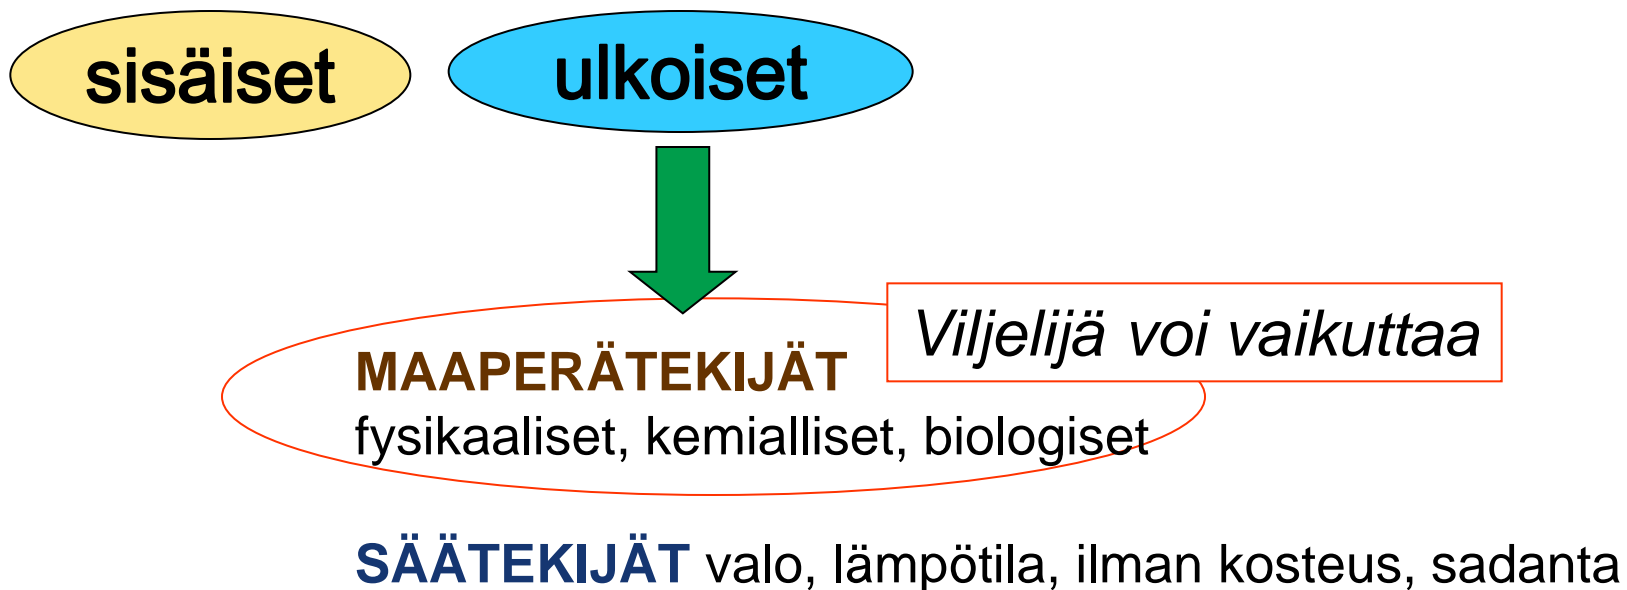 sisäiset
ulkoiset
Viljelijä voi vaikuttaa
MAAPERÄTEKIJÄT
fysikaaliset, kemialliset, biologiset
SÄÄTEKIJÄT valo, lämpötila, ilman kosteus, sadanta